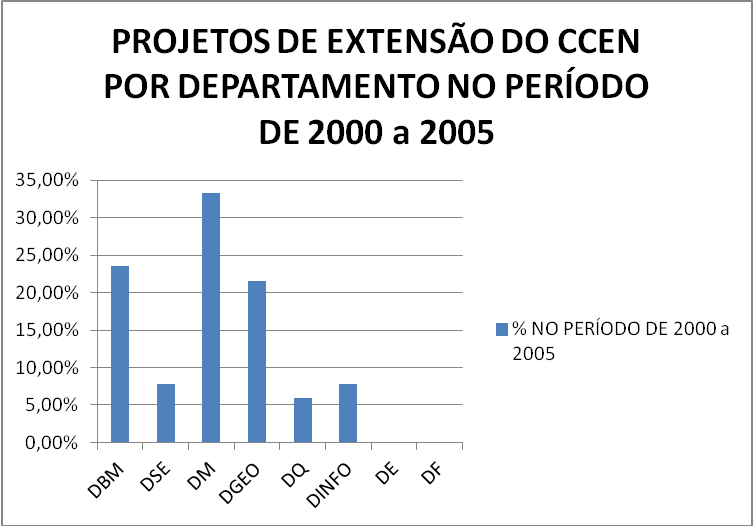 PROJETOS DE EXTENSÃO DO CCEN
POR DEPARTAMENTO NO PERÍODO
DE 2000 a 2005
35,00%
30,00%
25,00%
20,00%
15,00%
10,00%
5,00%
0,00%
DBM
DSE
DM
DGEO
DQ
DINFO
DE
DF
% NO PERÍODO DE 2000 a
2005